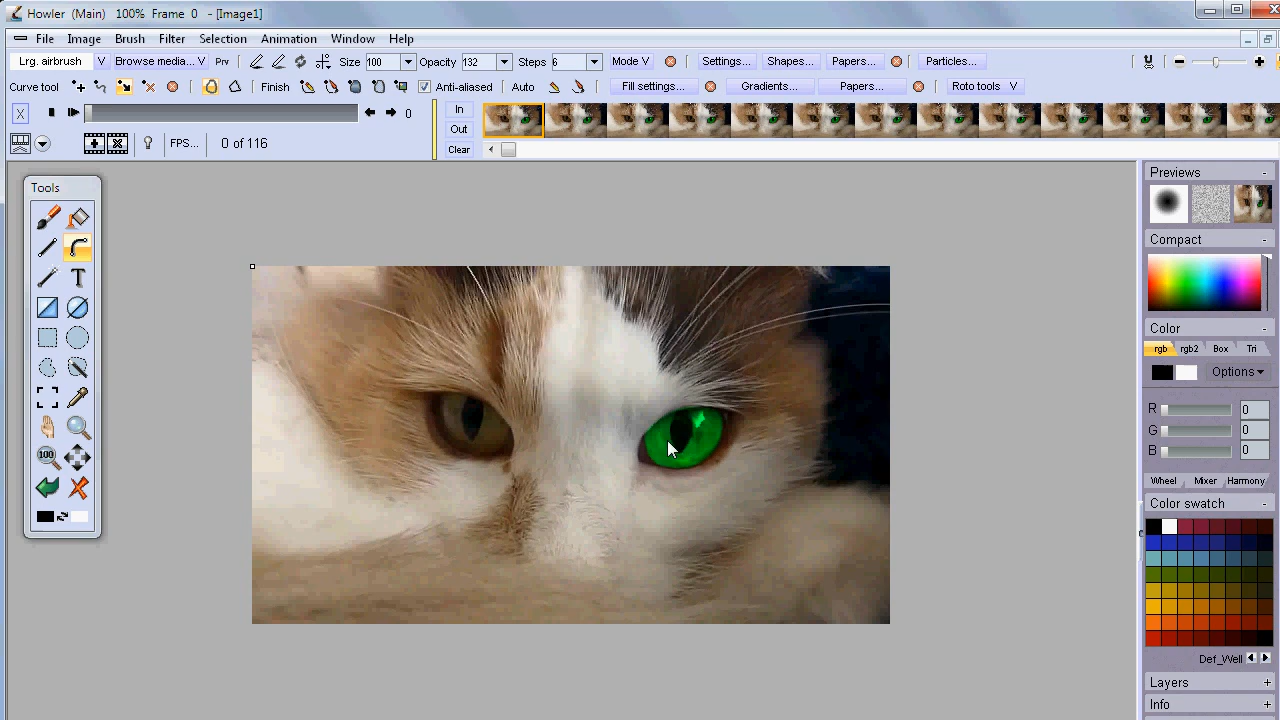 Howler (Main) 100% Frame 0 - [Image1]
File Image Brush Filter Selection Animation Window Help
Lrg. airbrush V Browse media... V Prv Size 100 Opacity 132 Steps 6 Mode V Settings... Shapes... Papers... Particles...
Curve tool Finish Anti-aliased Auto Fill settings... Gradients... Papers... Roto tools V
X 0 In
Out
FPS... 0 of 116 Clear
Tools
T
100
Previews -
Compact -
Color -
rgb rgb2 Box Tri
Options
R 0
G 0
B 0
Wheel Mixer Harmony
Color swatch -
Def_Well
Layers +
Info +